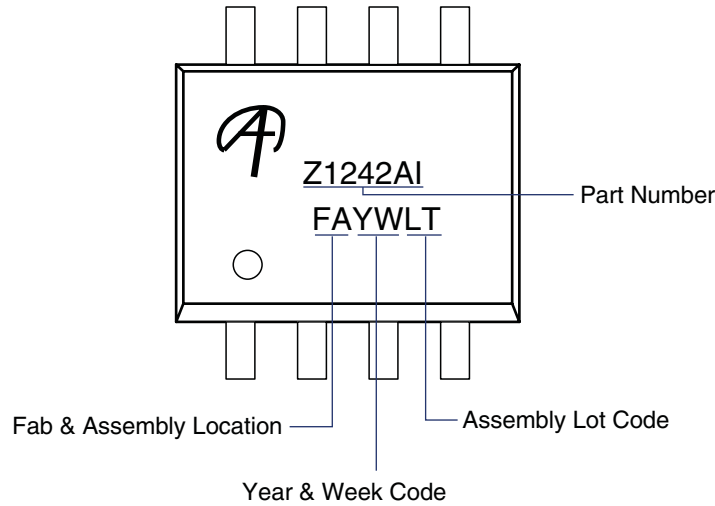 Z1242AI
Part Number
FAYWLT
Fab & Assembly Location
Assembly Lot Code
Year & Week Code